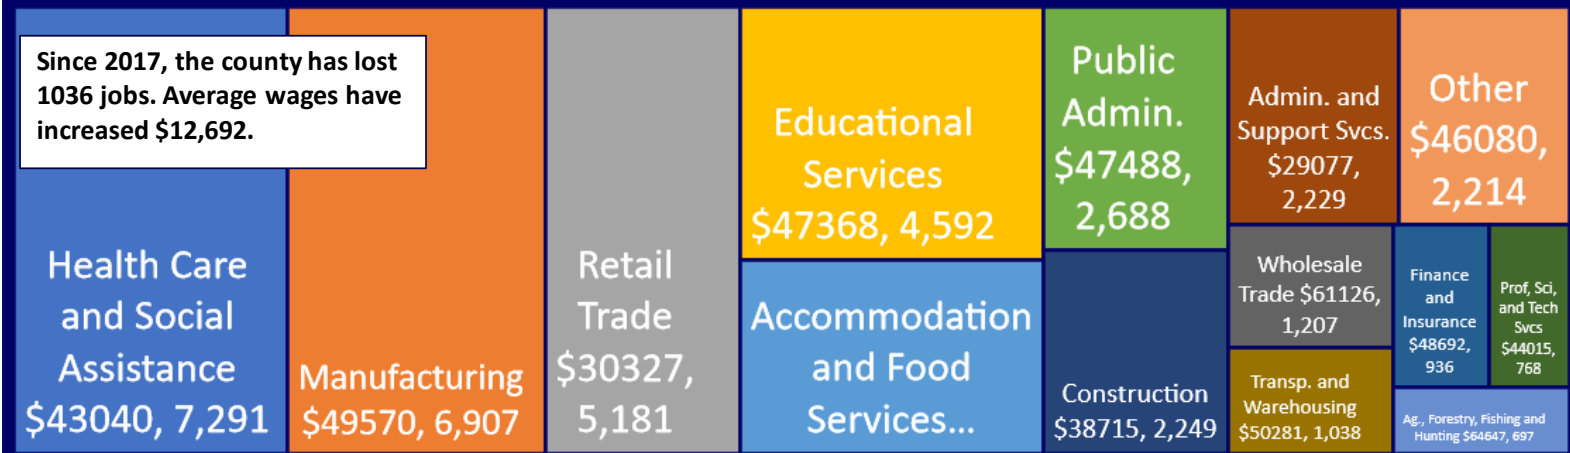 Since 2017, the county has lost
1036 jobs. Average wages have
increased $12,692.
Health Care
and Social
Assistance
$43040, 7,291
Manufacturing
$49570, 6,907
Retail
Trade
$30327,
5,181
Educational
Services
$47368, 4,592
Accommodation
and Food
Services...
Public
Admin.
$47488,
2,688
Construction
$38715, 2,249
Admin. and
Support Svcs.
$29077,
2,229
Other
$46080,
2,214
Wholesale
Trade $61126,
1,207
Transp. and
Warehousing
$50281, 1,038
Finance
and
Insurance
$48692,
936
Prof, Sci,
and Tech
Svcs
$44015,
768
Ag., Forestry, Fishing and
Hunting $64647, 697